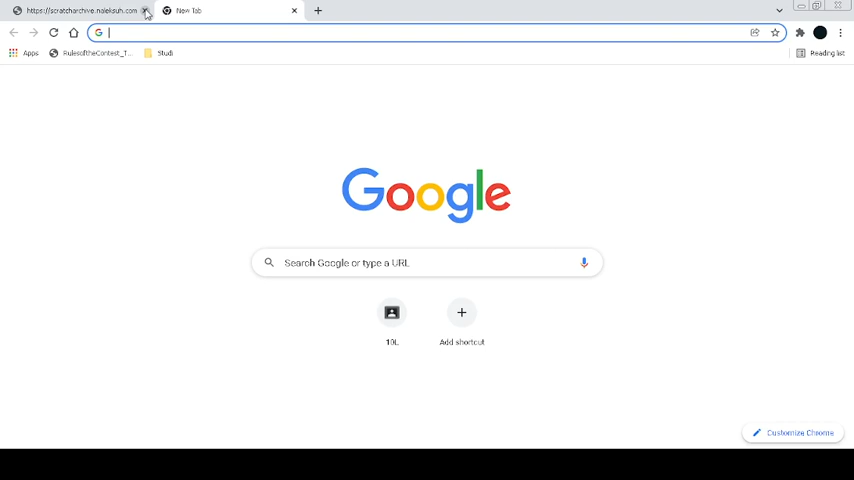 https://scratcharchive.naleksuh.com
New Tab
Apps
RulesoftheContest_T...
Studi
Reading list
Google
Search Google or type a URL
10L
Add shortcut
Customize Chrome